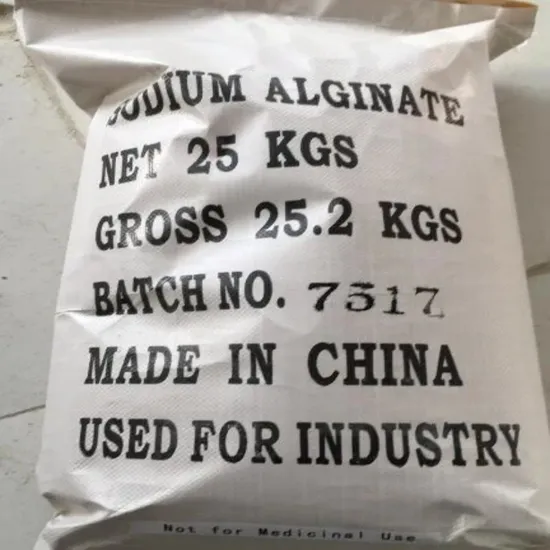 SODIUM ALGINATE
NET 25 KGS
GROSS 25.2 KGS
BATCH NO. 7517
MADE IN CHINA
USED FOR INDUSTRY
Not for Medicinal Use